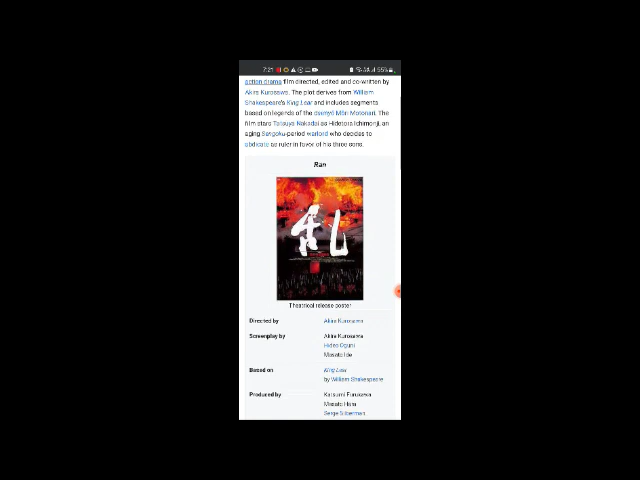 7:21
55%
action drama film directed, edited and co-written by
Akira Kurosawa. The plot derives from William
Shakespeare's King Lear and includes segments
based on legends of the daimyō Mōri Motonari. The
film stars Tatsuya Nakadai as Hidetora Ichimonji, an
aging Sengoku-period warlord who decides to
abdicate as ruler in favor of his three sons.
Ran
乱
Theatrical release poster
Directed by
Akira Kurosawa
Screenplay by
Akira Kurosawa
Hideo Oguni
Masato Ide
Based on
King Lear
by William Shakespeare
Produced by
Katsumi Furukawa
Masato Hara
Serge Silberman